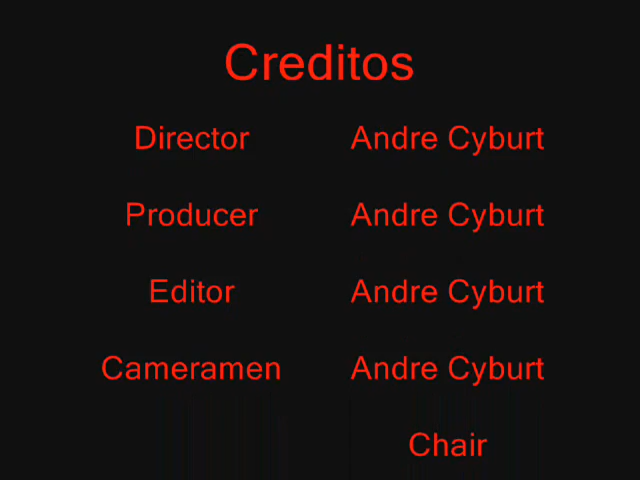 Creditos
Director Andre Cyburt
Producer Andre Cyburt
Editor Andre Cyburt
Cameramen Andre Cyburt
Chair